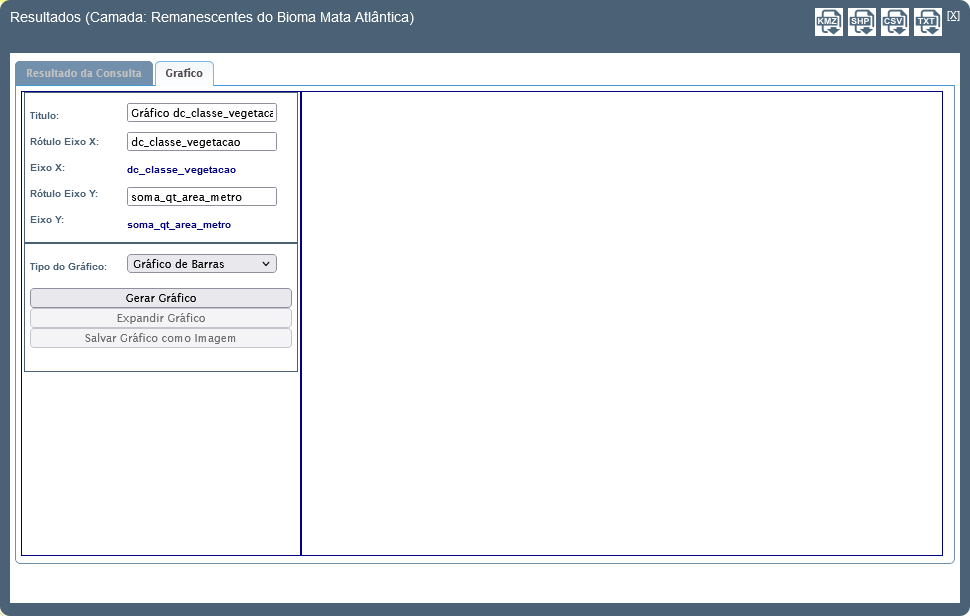 Resultados (Camada: Remanescentes do Bioma Mata Atlântica)
KMZ SHP CSV TXT [X]
Resultado da Consulta Grafico
Titulo: Gráfico dc_classe_vegetaca
Rótulo Eixo X: dc_classe_vegetacao
Eixo X: dc_classe_vegetacao
Rótulo Eixo Y: soma_qt_area_metro
Eixo Y: soma_qt_area_metro
Tipo do Gráfico: Gráfico de Barras
Gerar Gráfico
Expandir Gráfico
Salvar Gráfico como Imagem